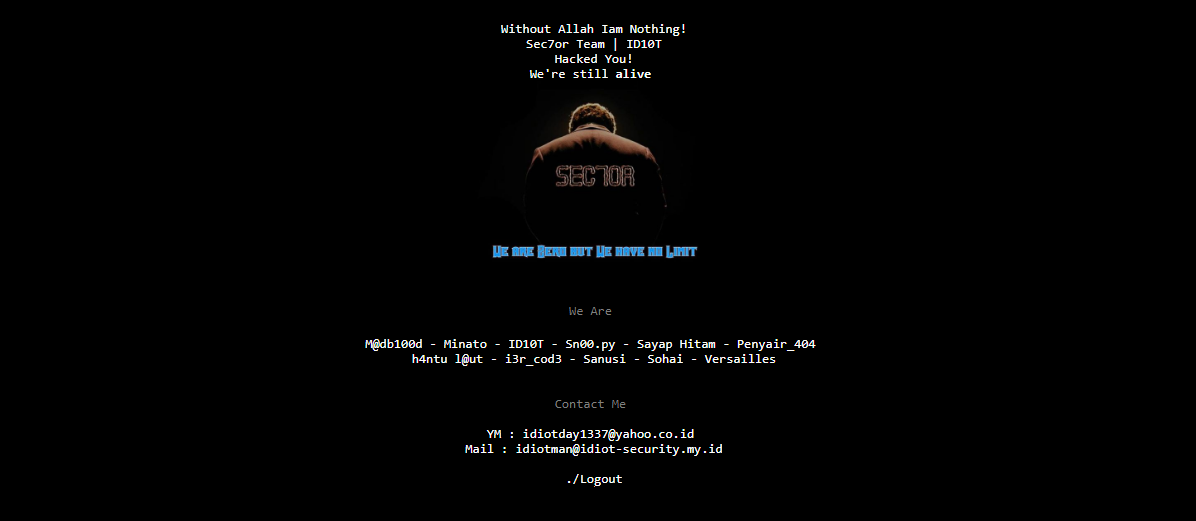 Without Allah Iam Nothing!
Sec7or Team | ID10T
Hacked You!
We're still alive
SEC7OR
We are Geni but We have no Limit
We Are
M@db100d - Minato - ID10T - Sn00.py - Sayap Hitam - Penyair_404
h4ntu l@ut - i3r_cod3 - Sanusi - Sohai - Versailles
Contact Me
YM : idiotday1337@yahoo.co.id
Mail : idiotman@idiot-security.my.id
./Logout